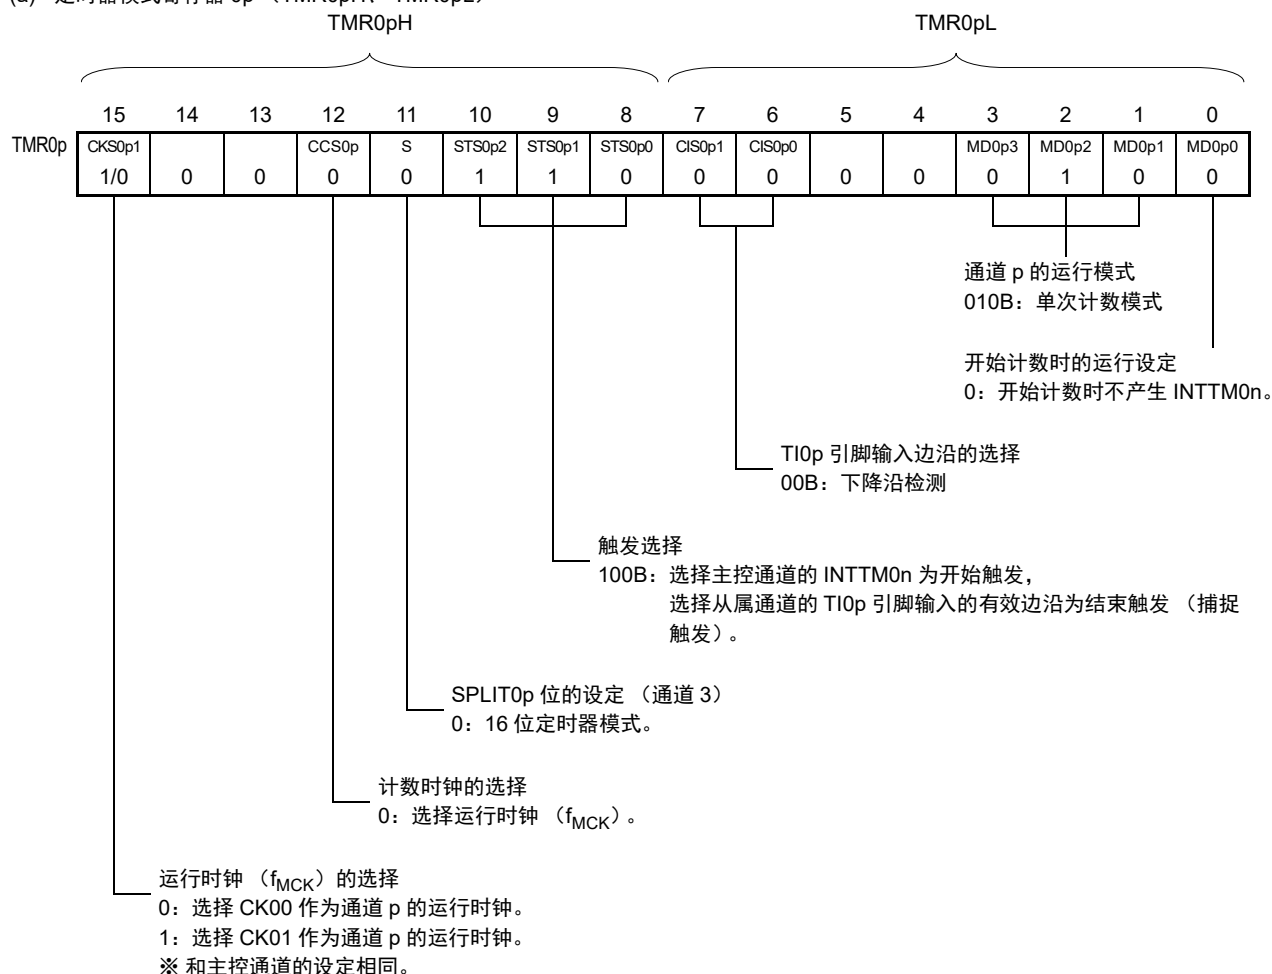 TMR0pH TMR0pL
15 14 13 12 11 10 9 8 7 6 5 4 3 2 1 0
TMR0p CKS0p1 CCS0p S STS0p2 STS0p1 STS0p0 CIS0p1 CIS0p0 MD0p3 MD0p2 MD0p1 MD0p0
1/0 0 0 0 0 1 1 0 0 0 0 0 0 1 0 0
通道 p 的运行模式
010B：单次计数模式
开始计数时的运行设定
0：开始计数时不产生 INTTM0n。
TI0p 引脚输入边沿的选择
00B：下降沿检测
触发选择
100B：选择主控通道的 INTTM0n 为开始触发，
选择从属通道的 TI0p 引脚输入的有效边沿为结束触发 （捕捉
触发）。
SPLIT0p 位的设定 （通道 3）
0：16 位定时器模式。
计数时钟的选择
0：选择运行时钟 （fMCK）。
运行时钟 （fMCK）的选择
0：选择 CK00 作为通道 p 的运行时钟。
1：选择 CK01 作为通道 p 的运行时钟。
※ 和主控通道的设定相同。